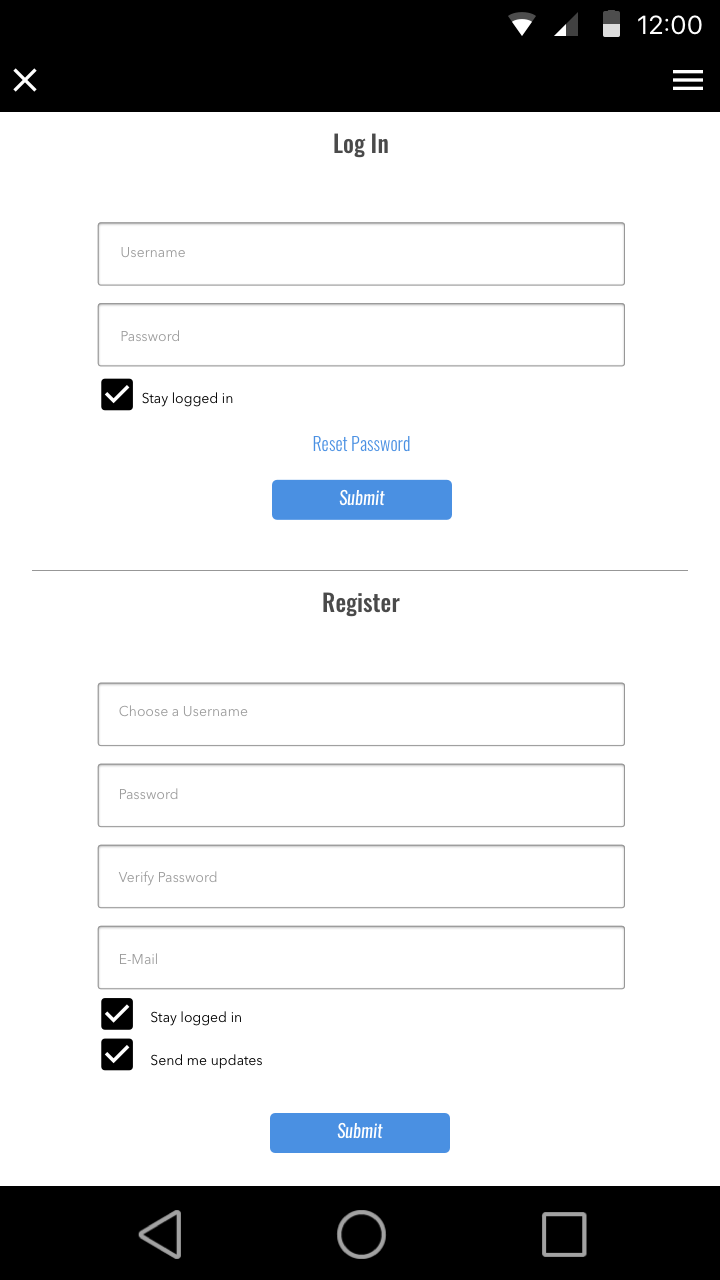 12:00
Log In
Username
Password
Stay logged in
Reset Password
Submit
Register
Choose a Username
Password
Verify Password
E-Mail
Stay logged in
Send me updates
Submit